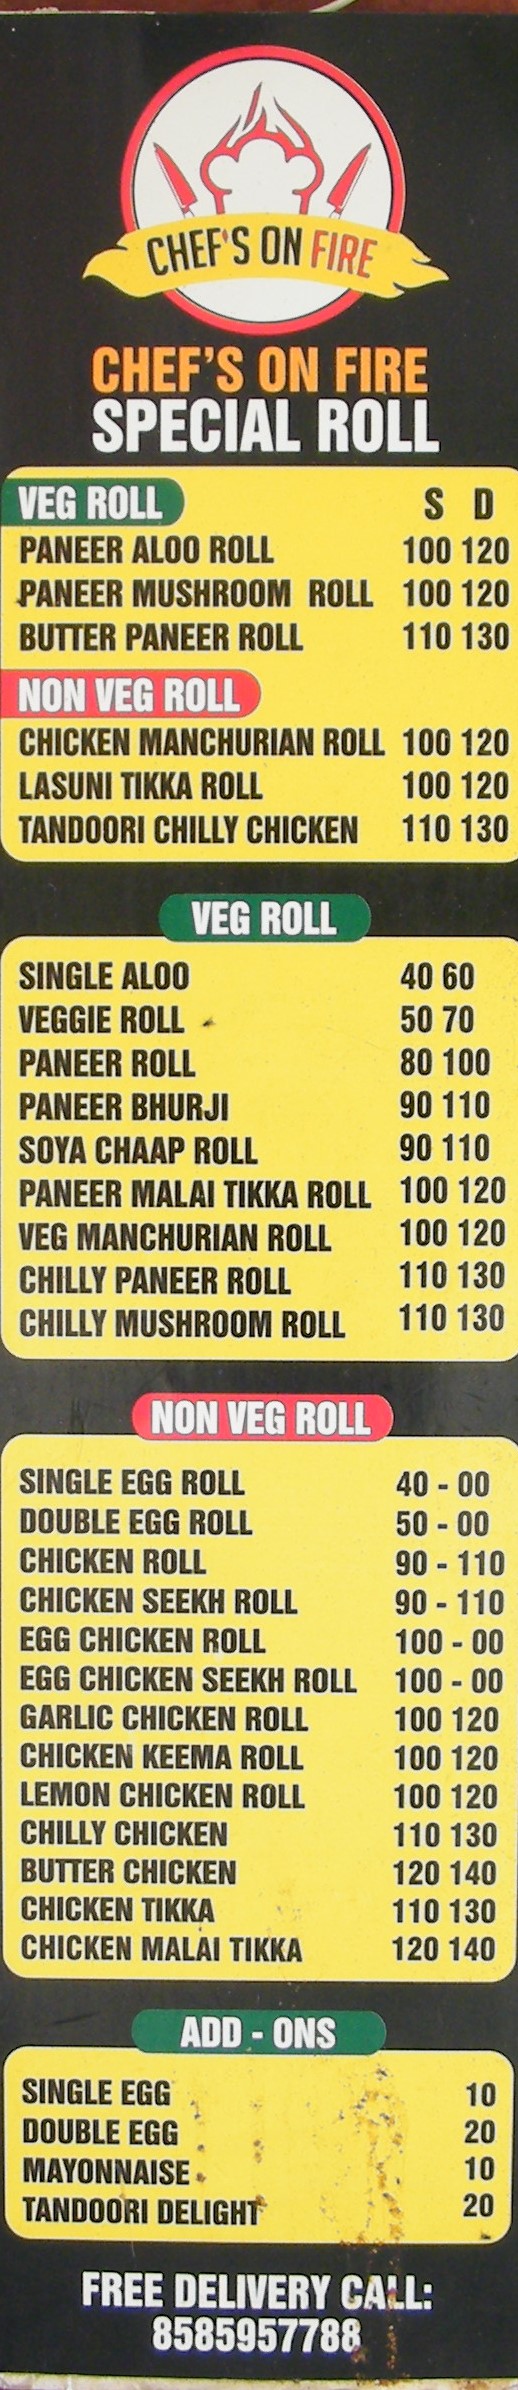 CHEF'S ON FIRE
CHEF'S ON FIRE
SPECIAL ROLL
VEG ROLL S D
PANEER ALOO ROLL 100 120
PANEER MUSHROOM ROLL 100 120
BUTTER PANEER ROLL 110 130
NON VEG ROLL
CHICKEN MANCHURIAN ROLL 100 120
LASUNI TIKKA ROLL 100 120
TANDOORI CHILLY CHICKEN 110 130
VEG ROLL
SINGLE ALOO 40 60
VEGGIE ROLL 50 70
PANEER ROLL 80 100
PANEER BHURJI 90 110
SOYA CHAAP ROLL 90 110
PANEER MALAI TIKKA ROLL 100 120
VEG MANCHURIAN ROLL 100 120
CHILLY PANEER ROLL 110 130
CHILLY MUSHROOM ROLL 110 130
NON VEG ROLL
SINGLE EGG ROLL 40 - 00
DOUBLE EGG ROLL 50 - 00
CHICKEN ROLL 90 - 110
CHICKEN SEEKH ROLL 90 - 110
EGG CHICKEN ROLL 100 - 00
EGG CHICKEN SEEKH ROLL 100 - 00
GARLIC CHICKEN ROLL 100 120
CHICKEN KEEMA ROLL 100 120
LEMON CHICKEN ROLL 100 120
CHILLY CHICKEN 110 130
BUTTER CHICKEN 120 140
CHICKEN TIKKA 110 130
CHICKEN MALAI TIKKA 120 140
ADD - ONS
SINGLE EGG 10
DOUBLE EGG 20
MAYONNAISE 10
TANDOORI DELIGHT 20
FREE DELIVERY CALL:
8585957788